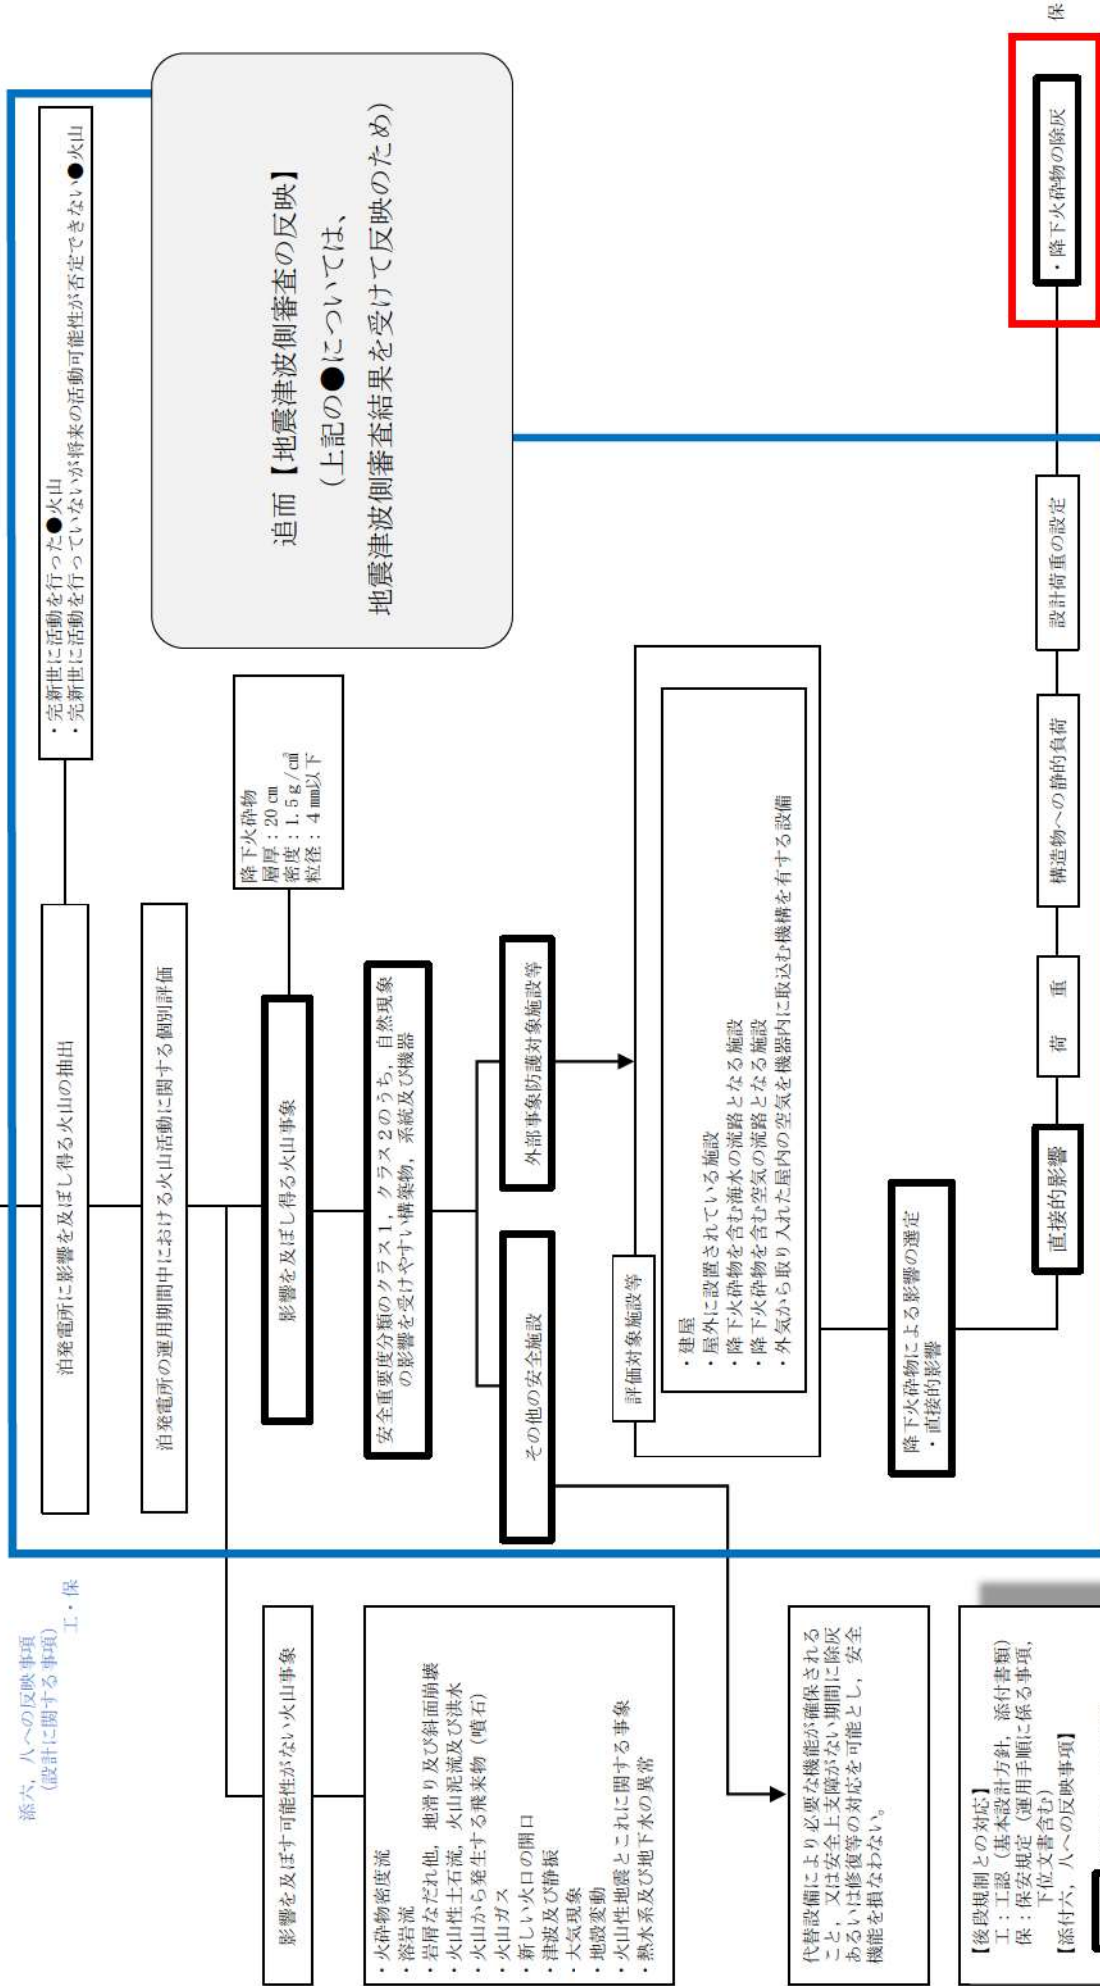 添六，八への反映事項
（設計に関する事項）
工・保
泊発電所に影響を及ぼし得る火山の抽出
・完新世に活動を行った●火山
・完新世に活動を行っていないが将来の活動可能性が否定できない●火山
泊発電所の運用期間中における火山活動に関する個別評価
追而【地震津波側審査の反映】
（上記の●については、
地震津波側審査結果を受けて反映のため）
影響を及ぼす可能性がない火山事象
影響を及ぼし得る火山事象
降下火砕物
層厚：20 cm
密度：1.5 g/c㎥
粒径：4 mm以下
・火砕物密度流
・溶岩流
・岩屑なだれ他，地滑り及び斜面崩壊
・火山性土石流，火山泥流及び洪水
・火山から発生する飛来物（噴石）
・火山ガス
・新しい火口の開口
・津波及び静振
・大気現象
・地殻変動
・火山性地震とこれに関する事象
・熱水系及び地下水の異常
安全重要度分類のクラス１，クラス２のうち，自然現象
の影響を受けやすい構築物，系統及び機器
その他の安全施設
外部事象防護対象施設等
評価対象施設等
・建屋
・屋外に設置されている施設
・降下火砕物を含む海水の流路となる施設
・降下火砕物を含む空気の流路となる施設
・外気から取り入れた屋内の空気を機器内に取込む機構を有する設備
代替設備により必要な機能が確保される
こと，又は安全上支障がない期間に除灰
あるいは修復等の対応を可能とし，安全
機能を損なわない。
降下火砕物による影響の選定
・直接的影響
直接的影響
荷　重
構造物への静的負荷
設計荷重の設定
・降下火砕物の除灰
保
【後段規制との対応】
工：工認（基本設計方針，添付書類）
保：保安規定（運用手順に係る事項，
下位文書含む）
【添付六，八への反映事項】